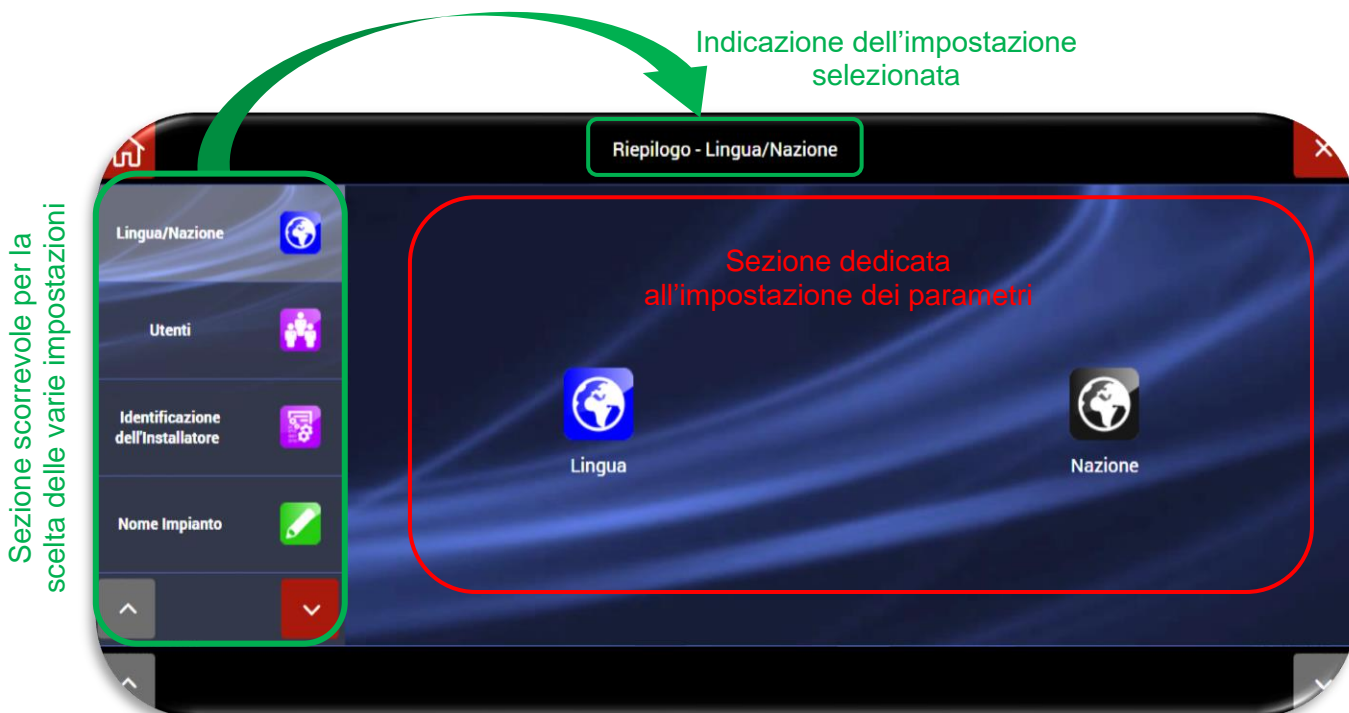 Indicazione dell'impostazione
selezionata
Riepilogo - Lingua/Nazione
Sezione scorrevole per la
scelta delle varie impostazioni
Lingua/Nazione
Utenti
Identificazione
dell'Installatore
Nome Impianto
Sezione dedicata
all'impostazione dei parametri
Lingua
Nazione